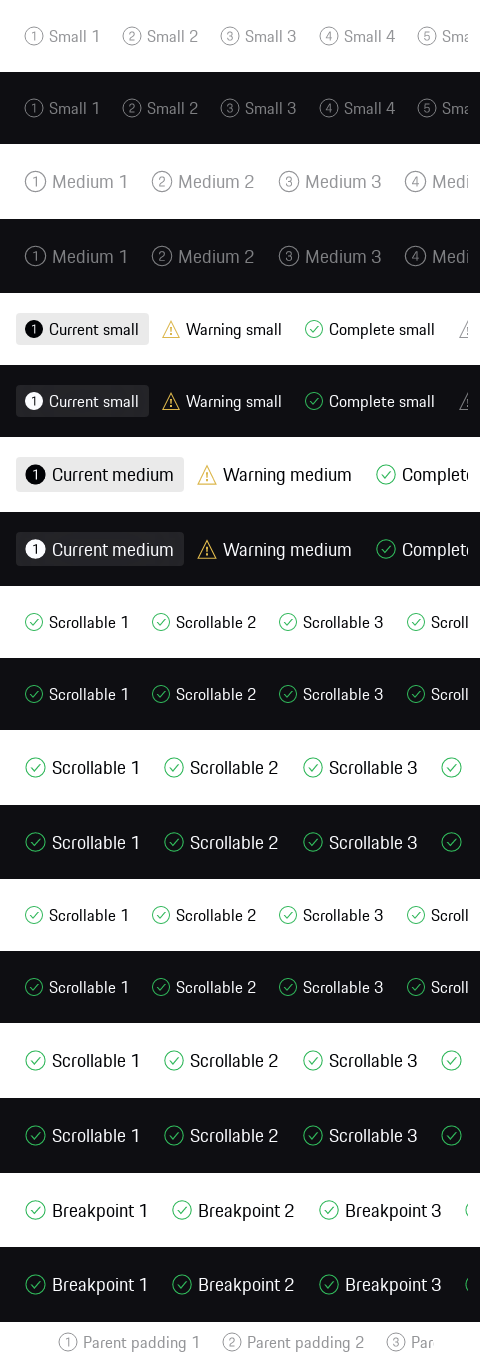 1 Small 1 2 Small 2 3 Small 3 4 Small 4 5 Sma
1 Small 1 2 Small 2 3 Small 3 4 Small 4 5 Sma
1 Medium 1 2 Medium 2 3 Medium 3 4 Medi
1 Medium 1 2 Medium 2 3 Medium 3 4 Medi
1 Current small Warning small Complete small
1 Current small Warning small Complete small
1 Current medium Warning medium Complete
1 Current medium Warning medium Complete
Scrollable 1 Scrollable 2 Scrollable 3 Scroll
Scrollable 1 Scrollable 2 Scrollable 3 Scroll
Scrollable 1 Scrollable 2 Scrollable 3
Scrollable 1 Scrollable 2 Scrollable 3
Scrollable 1 Scrollable 2 Scrollable 3 Scroll
Scrollable 1 Scrollable 2 Scrollable 3 Scroll
Scrollable 1 Scrollable 2 Scrollable 3
Scrollable 1 Scrollable 2 Scrollable 3
Breakpoint 1 Breakpoint 2 Breakpoint 3
Breakpoint 1 Breakpoint 2 Breakpoint 3
1 Parent padding 1 2 Parent padding 2 3 Par